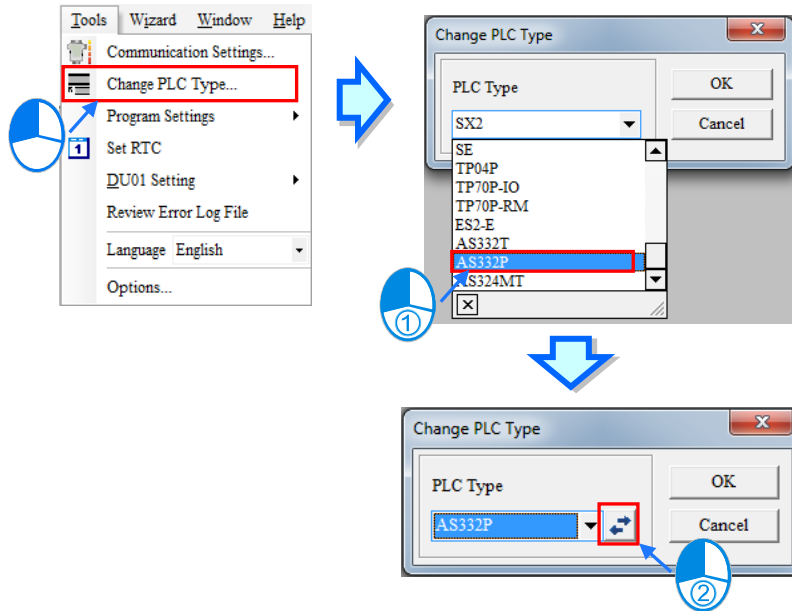 Tools Wizard Window Help
Communication Settings...
Change PLC Type...
Program Settings
1 Set RTC
DU01 Setting
Review Error Log File
Language English
Options...
Change PLC Type
PLC Type
OK
SX2
Cancel
SE
TP04P
TP70P-IO
TP70P-RM
ES2-E
AS332T
AS332P
AS324MT
①
Change PLC Type
PLC Type
OK
AS332P
Cancel
②